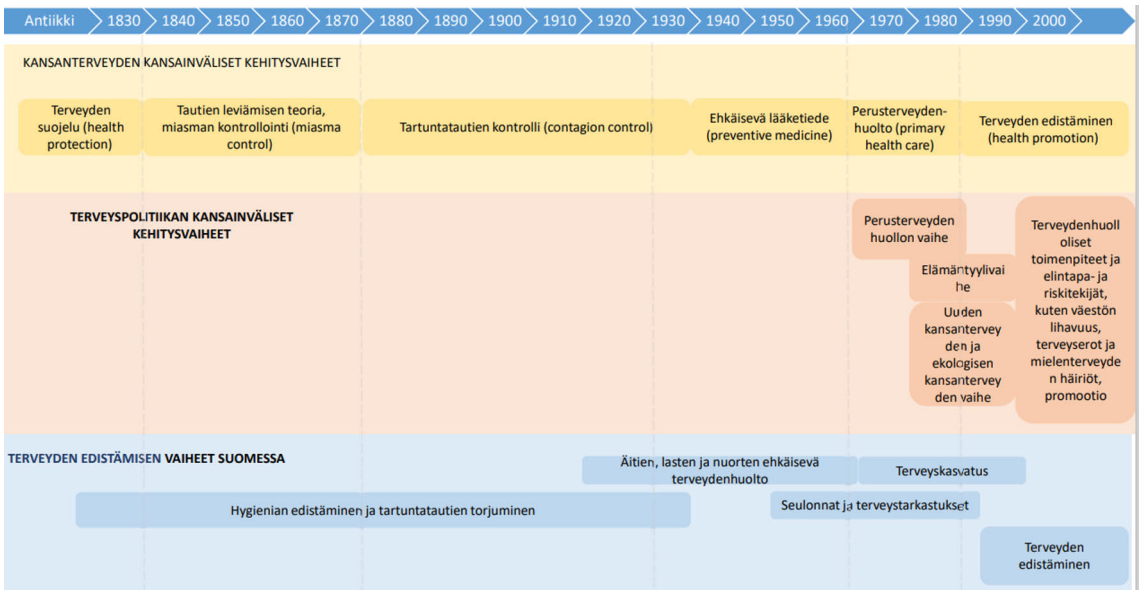 Antiikki 1830 1840 1850 1860 1870 1880 1890 1900 1910 1920 1930 1940 1950 1960 1970 1980 1990 2000
KANSANTERVEYDEN KANSAINVÄLISET KEHITYSVAIHEET
Terveyden
suojelu (health
protection)
Tautien leviämisen teoria,
miasman kontrollointi (miasma
control)
Tartuntatautien kontrolli (contagion control)
Ehkäisevä lääketiede
(preventive medicine)
Perusterveyden-
huolto (primary
health care)
Terveyden edistäminen
(health promotion)
TERVEYSPOLITIIKAN KANSAINVÄLISET
KEHITYSVAIHEET
Perusterveyden
huollon vaihe
Elämäntyylivai
he
Uuden
kansantervey
den ja
ekologisen
kansantervey
den vaihe
Terveydenhuoll
olliset
toimenpiteet ja
elintapa- ja
riskitekijät,
kuten väestön
lihavuus,
terveyserot ja
mielenterveyde
n häiriöt,
promootio
TERVEYDEN EDISTÄMISEN VAIHEET SUOMESSA
Äitien, lasten ja nuorten ehkäisevä
terveydenhuolto
Terveyskasvatus
Hygienian edistäminen ja tartuntatautien torjuminen
Seulonnat ja terveystarkastukset
Terveyden
edistäminen